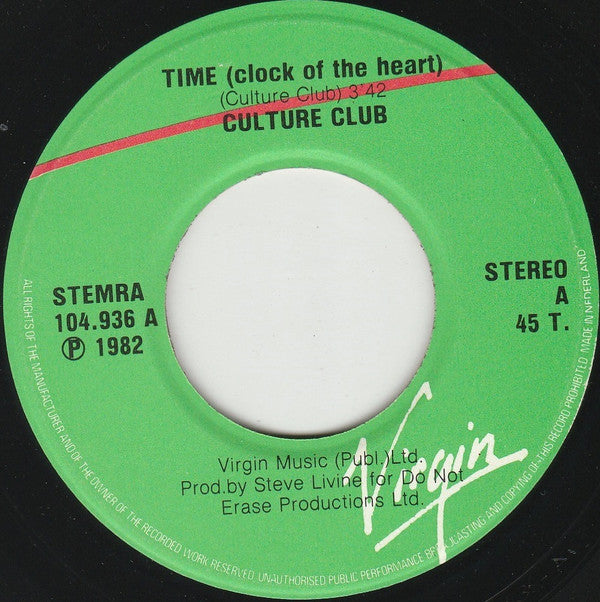 TIME (clock of the heart)
(Culture Club) 3'42
CULTURE CLUB
STEMRA
104.936 A
Ⓟ 1982
STEREO
A
45 T.
Virgin Music (Publ.)Ltd.
Prod.by Steve Livine for Do Not
Erase Productions Ltd.
Virgin
ALL RIGHTS OF THE MANUFACTURER AND OF THE OWNER OF THE RECORDED WORK RESERVED. UNAUTHORISED PUBLIC PERFORMANCE BROADCASTING AND COPYING OF THIS RECORD PROHIBITED. MADE IN NEDERLAND